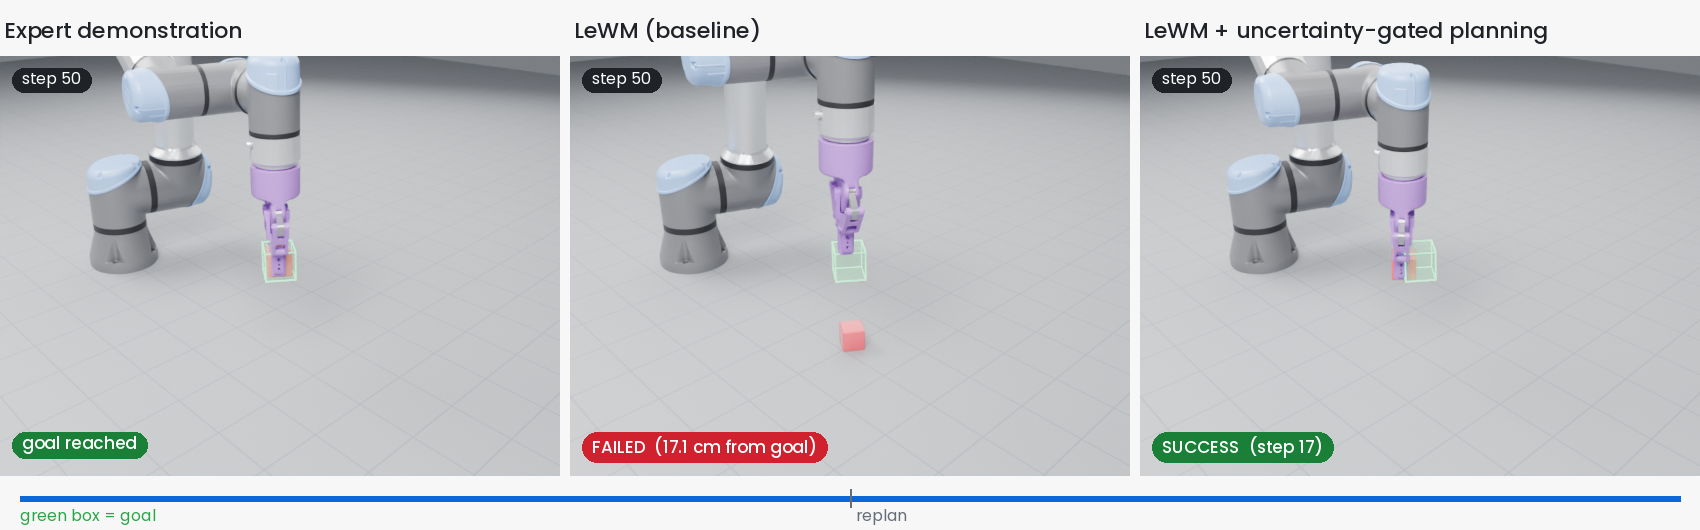 Expert demonstration
LeWM (baseline)
LeWM + uncertainty-gated planning
step 50
step 50
step 50
goal reached
FAILED (17.1 cm from goal)
SUCCESS (step 17)
green box = goal
replan